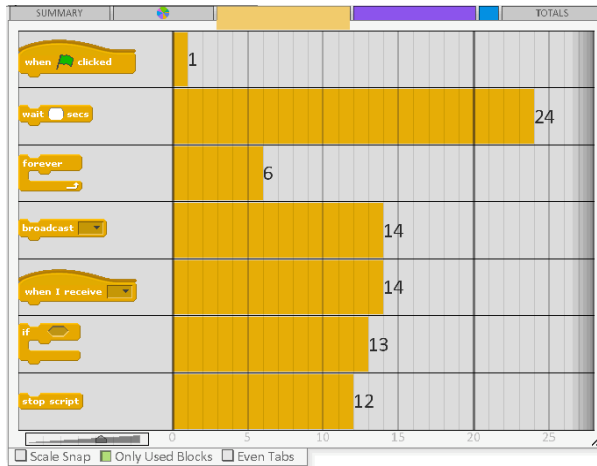 SUMMARY TOTALS
when clicked 1
wait secs 24
forever 6
broadcast 14
when I receive 14
if 13
stop script 12
0 5 10 15 20 25
Scale Snap Only Used Blocks Even Tabs